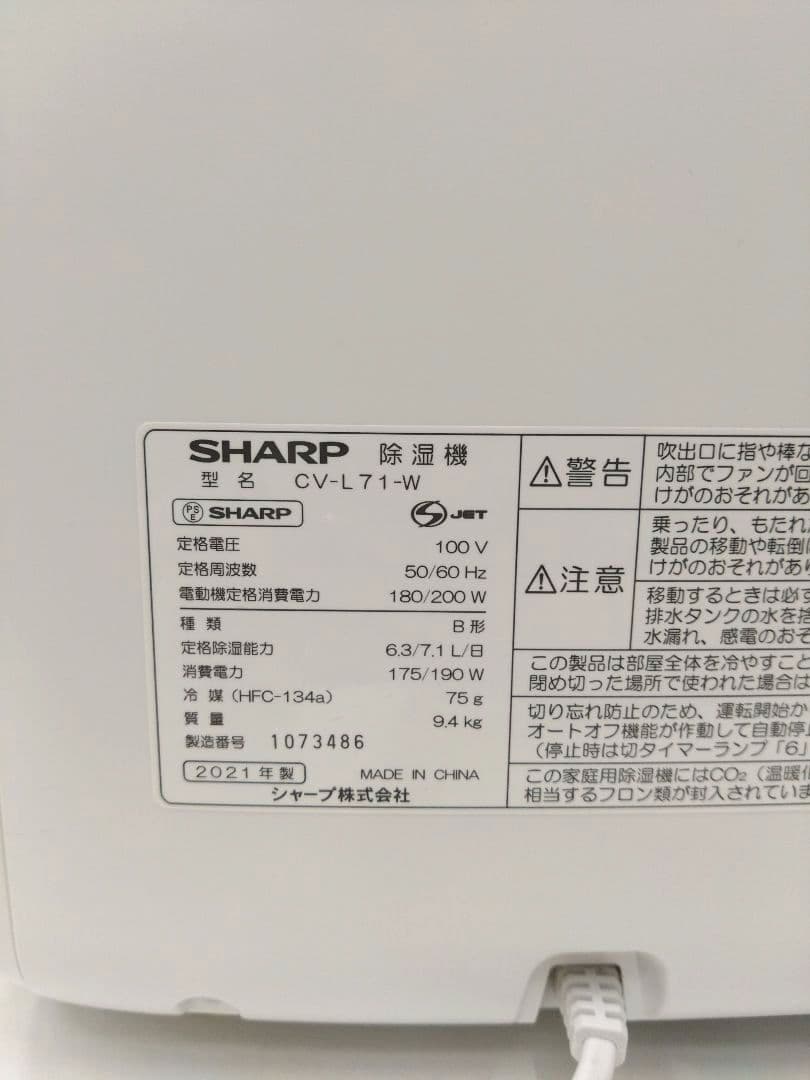 SHARP 除湿機
型名 CV-L71-W
PS E SHARP
S JET
定格電圧 100 V
定格周波数 50/60 Hz
電動機定格消費電力 180/200 W
種類 B形
定格除湿能力 6.3/7.1 L/日
消費電力 175/190 W
冷媒(HFC-134a) 75 g
質量 9.4 kg
製造番号 1073486
2021年製 MADE IN CHINA
シャープ株式会社
⚠警告
吹出口に指や棒な
内部でファンが回
けがのおそれがあ
⚠注意
乗ったり、もたれ
製品の移動や転倒
けがのおそれがあり
移動するときは必ず
排水タンクの水を捨
水漏れ、感電のおそ
この製品は部屋全体を冷やすこと
閉め切った場所で使われた場合は
切り忘れ防止のため、運転開始か
オートオフ機能が作動して自動停止
(停止時は切タイマーランプ「6」
この家庭用除湿機にはCO₂(温暖化
相当するフロン類が封入されていま